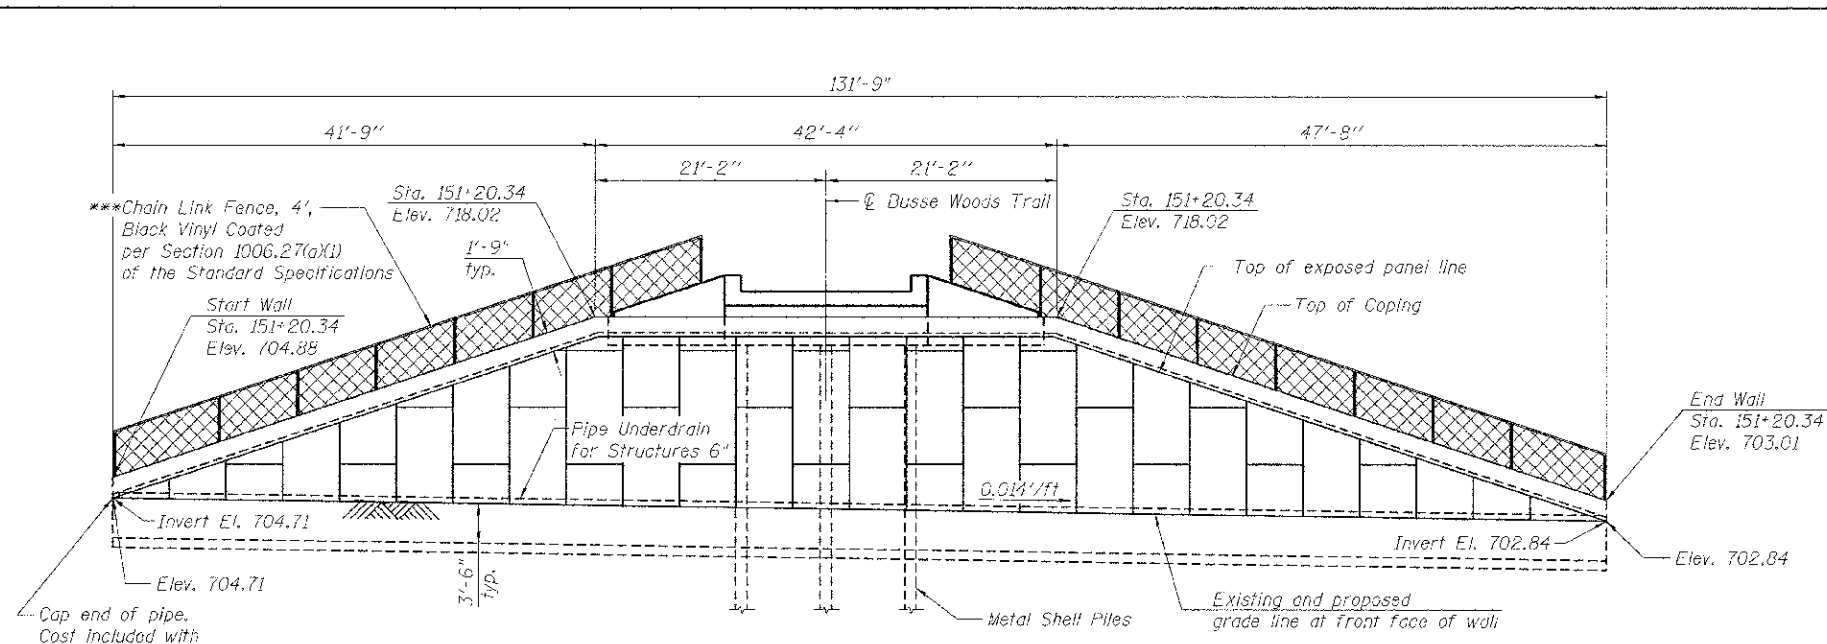 131'-9"
41'-9"
42'-4"
47'-8"
21'-2"
21'-2"
***Chain Link Fence, 4',
Black Vinyl Coated
per Section 1006.27(a)(1)
of the Standard Specifications
Sta. 151+20.34
Elev. 718.02
℄ Busse Woods Trail
Sta. 151+20.34
Elev. 718.02
1'-9"
typ.
Top of exposed panel line
Top of Coping
Start Wall
Sta. 151+20.34
Elev. 704.88
End Wall
Sta. 151+20.34
Elev. 703.01
Pipe Underdrain
for Structures 6"
0.014'/ft
Invert El. 704.71
Invert El. 702.84
Elev. 702.84
Elev. 704.71
3'-6"
typ.
Cap end of pipe.
Cost included with
Metal Shell Piles
Existing and proposed
grade line at front face of wall